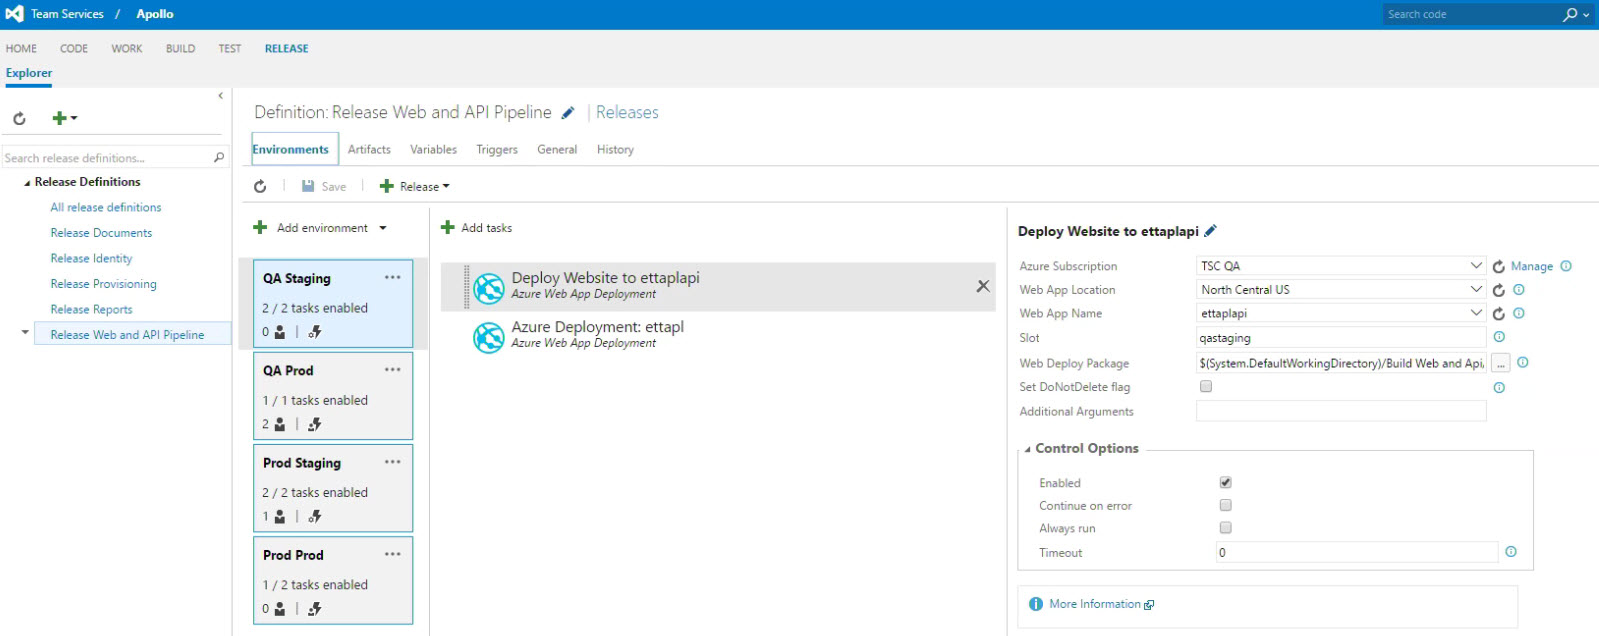 Team Services / Apollo
Search code
HOME CODE WORK BUILD TEST RELEASE
Explorer
Search release definitions...
Release Definitions
All release definitions
Release Documents
Release Identity
Release Provisioning
Release Reports
Release Web and API Pipeline
Definition: Release Web and API Pipeline | Releases
Environments Artifacts Variables Triggers General History
Save Release
Add environment
QA Staging ...
2 / 2 tasks enabled
0
QA Prod ...
1 / 1 tasks enabled
2
Prod Staging ...
2 / 2 tasks enabled
1
Prod Prod ...
1 / 2 tasks enabled
0
Add tasks
Deploy Website to ettaplapi
Azure Web App Deployment
Azure Deployment: ettapl
Azure Web App Deployment
Deploy Website to ettaplapi
Azure Subscription TSC QA Manage
Web App Location North Central US
Web App Name ettaplapi
Slot qastaging
Web Deploy Package $(System.DefaultWorkingDirectory)/Build Web and Api, ...
Set DoNotDelete flag
Additional Arguments
Control Options
Enabled
Continue on error
Always run
Timeout 0
More Information